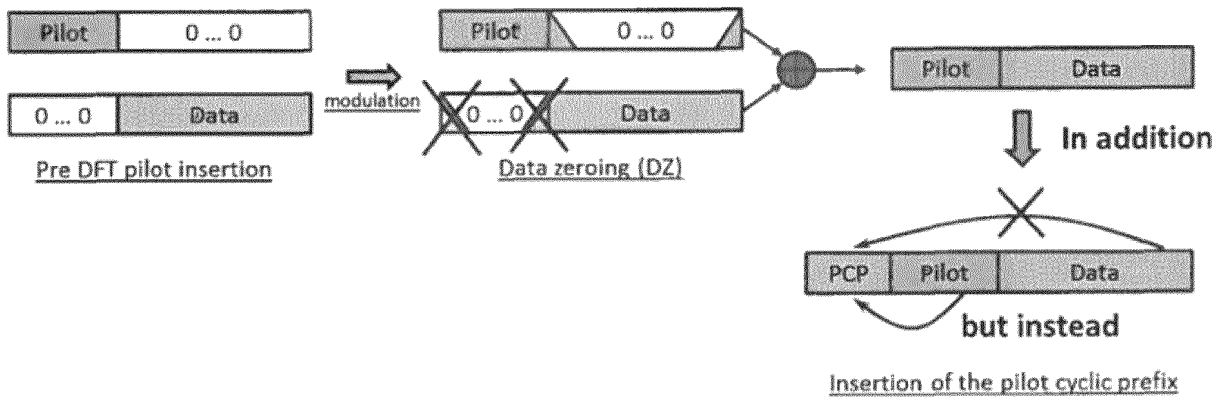 Pilot 0 ... 0
0 ... 0 Data
Pre DFT pilot insertion
modulation
Pilot 0 ... 0
0 ... 0 Data
Data zeroing (DZ)
Pilot Data
In addition
PCP Pilot Data
but instead
Insertion of the pilot cyclic prefix